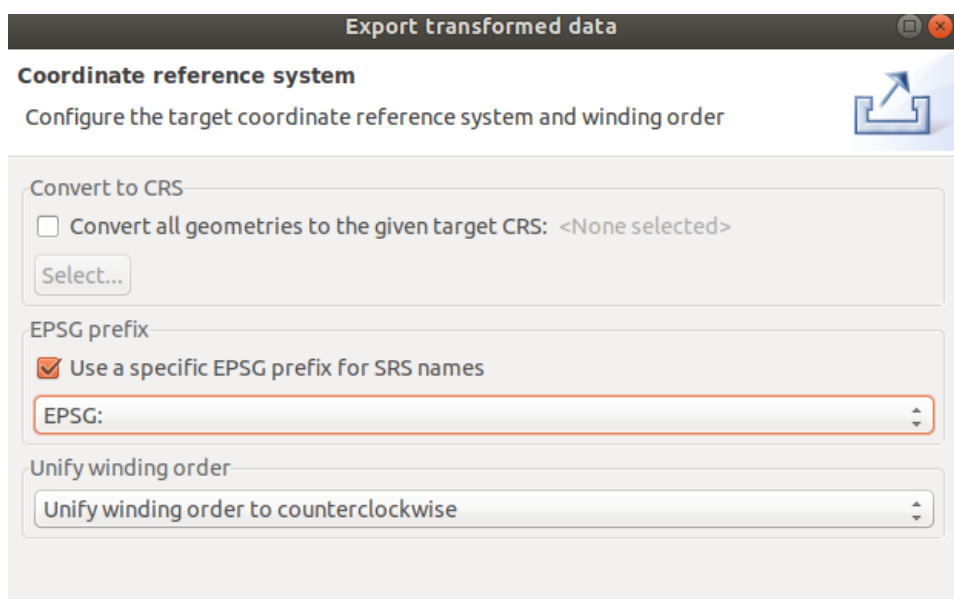 Export transformed data
Coordinate reference system
Configure the target coordinate reference system and winding order
Convert to CRS
Convert all geometries to the given target CRS: <None selected>
Select...
EPSG prefix
Use a specific EPSG prefix for SRS names
EPSG:
Unify winding order
Unify winding order to counterclockwise